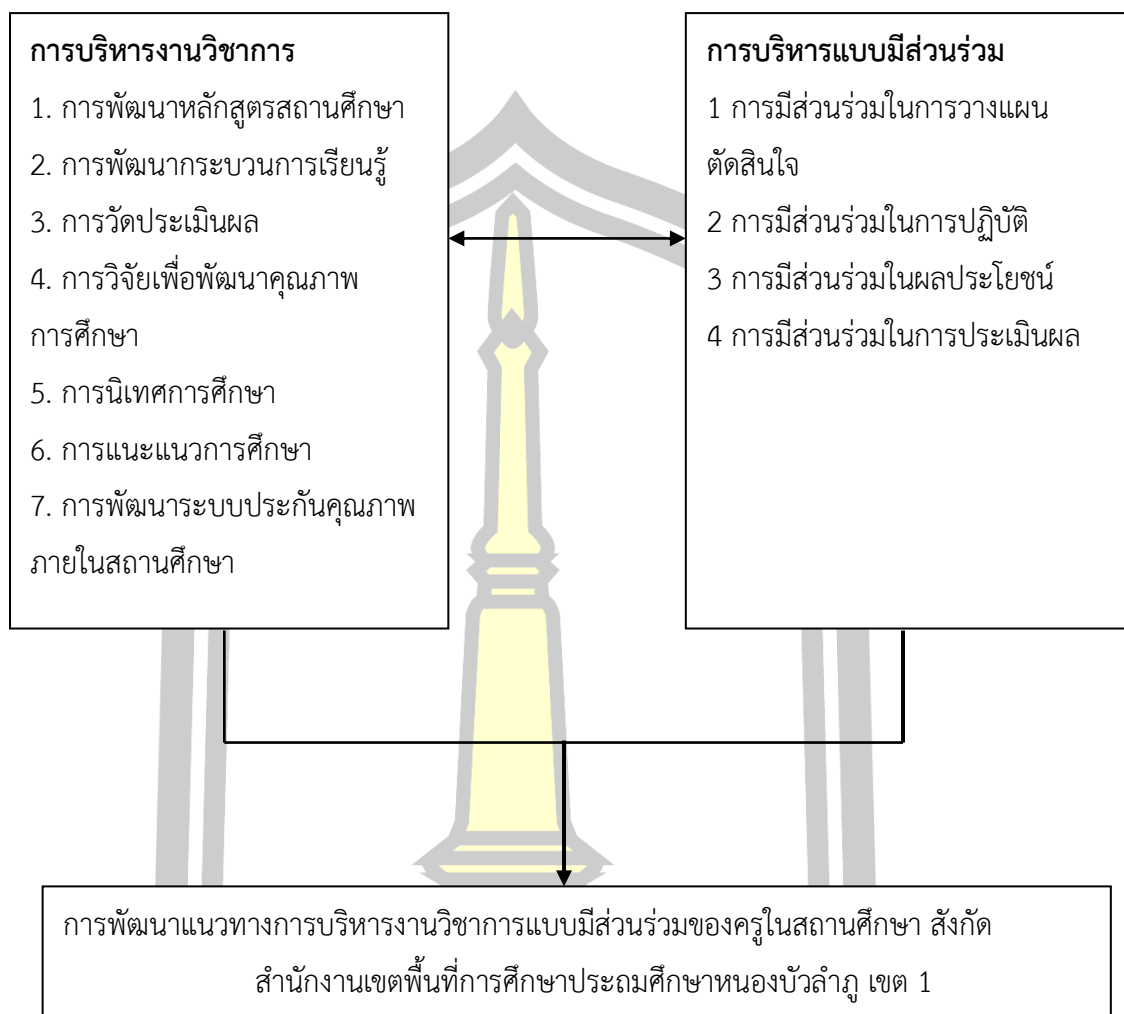 การบริหารงานวิชาการ
1. การพัฒนาหลักสูตรสถานศึกษา
2. การพัฒนากระบวนการเรียนรู้
3. การวัดประเมินผล
4. การวิจัยเพื่อพัฒนาคุณภาพ
การศึกษา
5. การนิเทศการศึกษา
6. การแนะแนวการศึกษา
7. การพัฒนาระบบประกันคุณภาพ
ภายในสถานศึกษา
การบริหารแบบมีส่วนร่วม
1 การมีส่วนร่วมในการวางแผน
ตัดสินใจ
2 การมีส่วนร่วมในการปฏิบัติ
3 การมีส่วนร่วมในผลประโยชน์
4 การมีส่วนร่วมในการประเมินผล
การพัฒนาแนวทางการบริหารงานวิชาการแบบมีส่วนร่วมของครูในสถานศึกษา สังกัด
สำนักงานเขตพื้นที่การศึกษาประถมศึกษาหนองบัวลำภู เขต 1